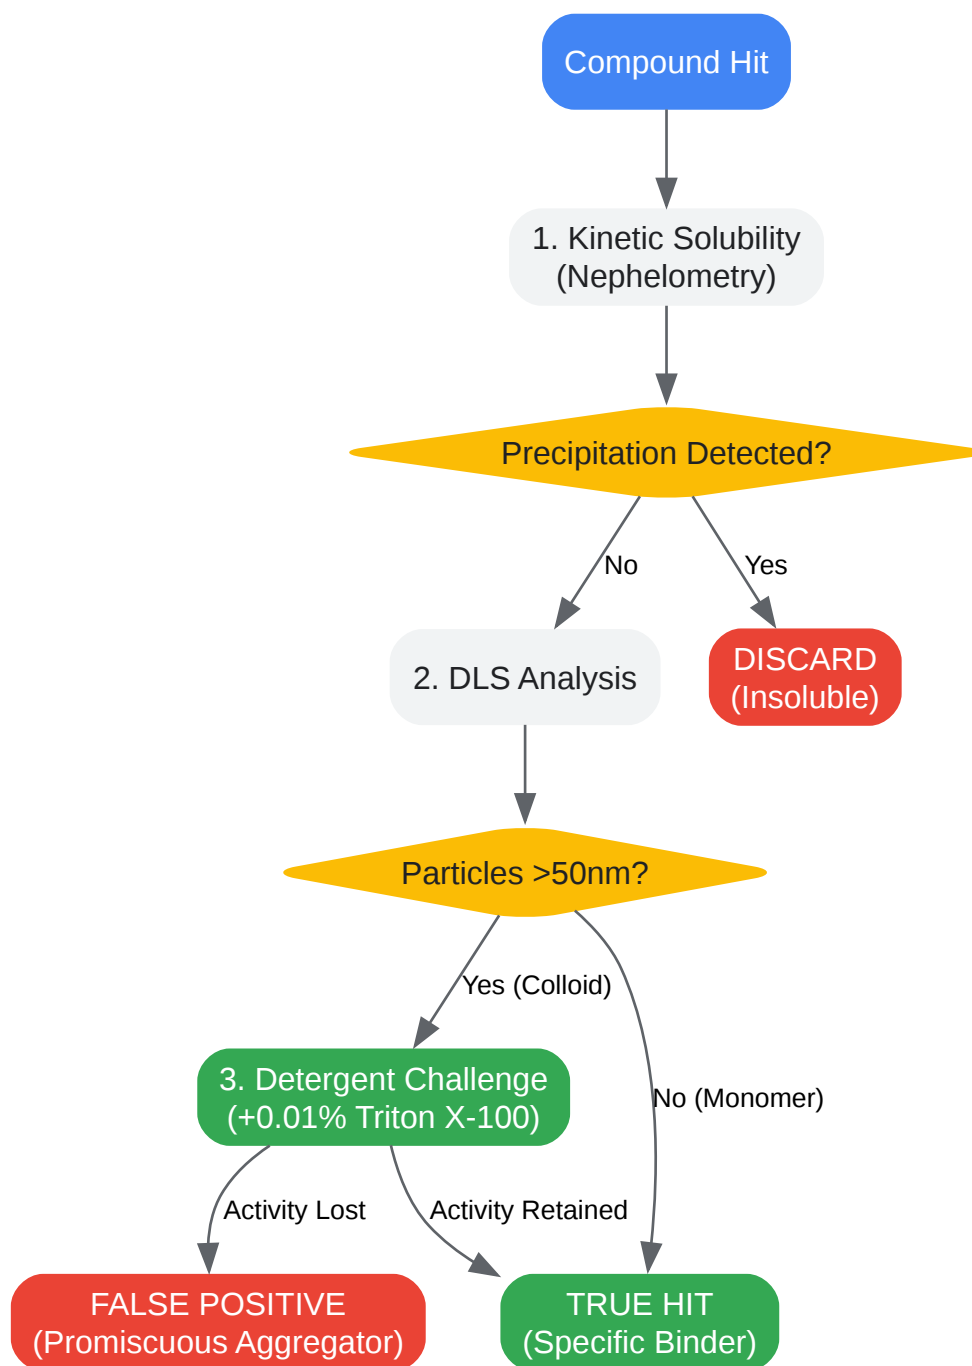 Compound Hit
1. Kinetic Solubility
(Nephelometry)
Precipitation Detected?
No
Yes
2. DLS Analysis
DISCARD
(Insoluble)
Particles >50nm?
Yes (Colloid)
3. Detergent Challenge
(+0.01% Triton X-100)
No (Monomer)
Activity Lost
Activity Retained
FALSE POSITIVE
(Promiscuous Aggregator)
TRUE HIT
(Specific Binder)